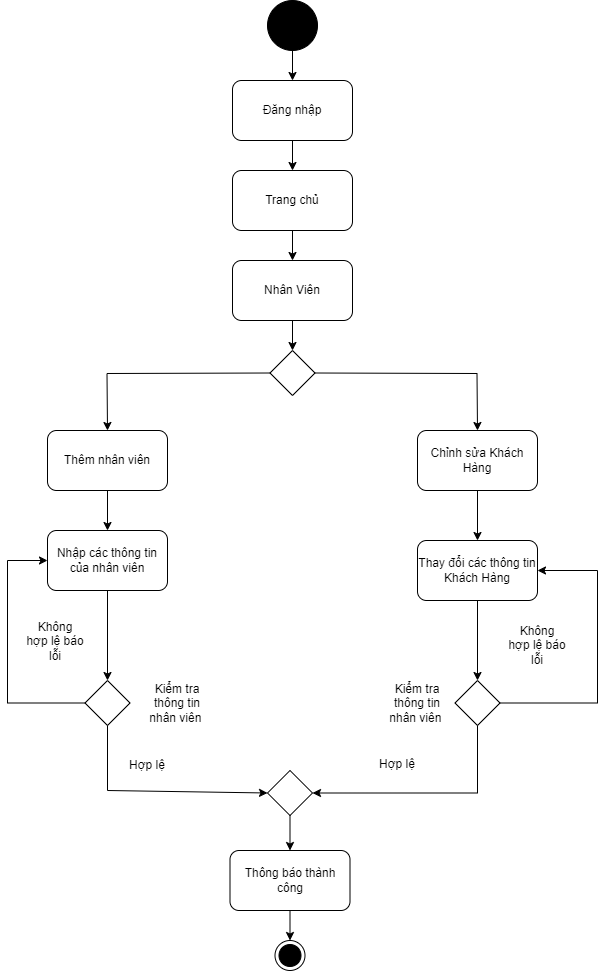 Đăng nhập
Trang chủ
Nhân Viên
Thêm nhân viên
Chỉnh sửa Khách
Hàng
Nhập các thông tin
của nhân viên
Thay đổi các thông tin
Khách Hàng
Không
hợp lệ báo
lỗi
Không
hợp lệ báo
lỗi
Kiểm tra
thông tin
nhân viên
Kiểm tra
thông tin
nhân viên
Hợp lệ
Hợp lệ
Thông báo thành
công